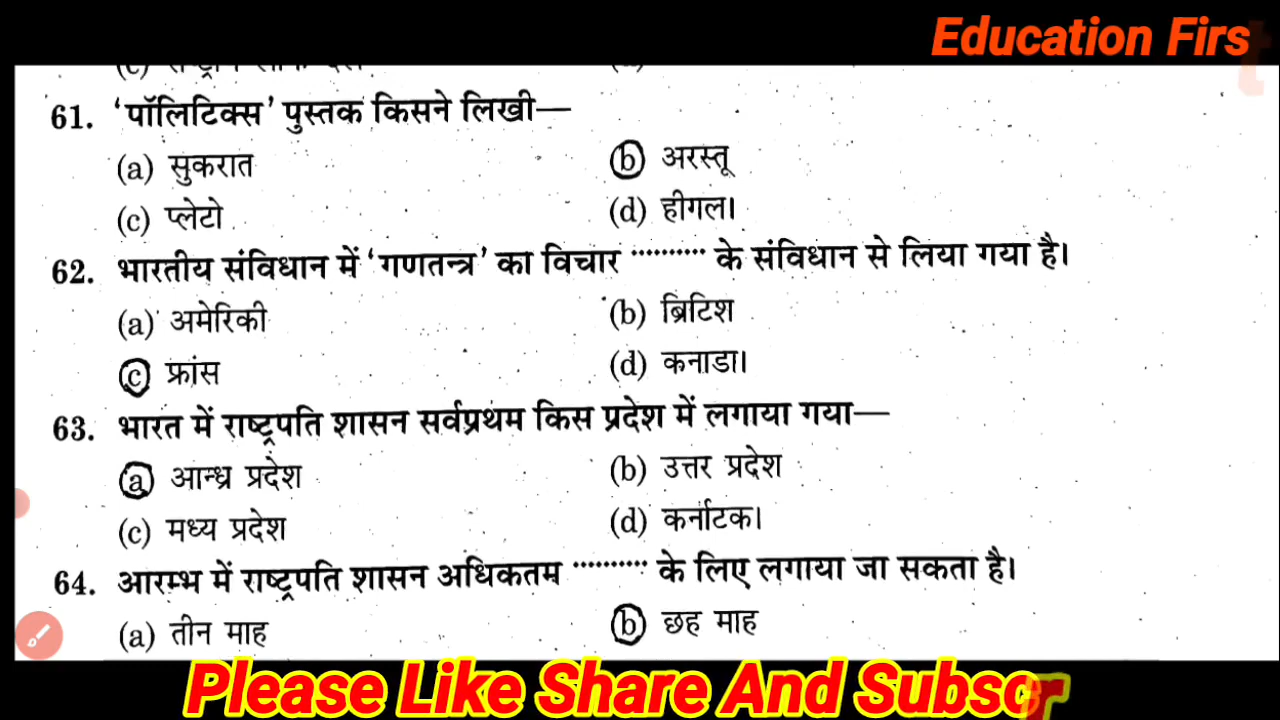 Education Firs
61. ‘पॉलिटिक्स’ पुस्तक किसने लिखी—
(a) सुकरात (b) अरस्तू
(c) प्लेटो (d) हीगल।
62. भारतीय संविधान में ‘गणतन्त्र’ का विचार ·········· के संविधान से लिया गया है।
(a) अमेरिकी (b) ब्रिटिश
(c) फ्रांस (d) कनाडा।
63. भारत में राष्ट्रपति शासन सर्वप्रथम किस प्रदेश में लगाया गया—
(a) आन्ध्र प्रदेश (b) उत्तर प्रदेश
(c) मध्य प्रदेश (d) कर्नाटक।
64. आरम्भ में राष्ट्रपति शासन अधिकतम ·········· के लिए लगाया जा सकता है।
(a) तीन माह (b) छह माह
Please Like Share And Subscr